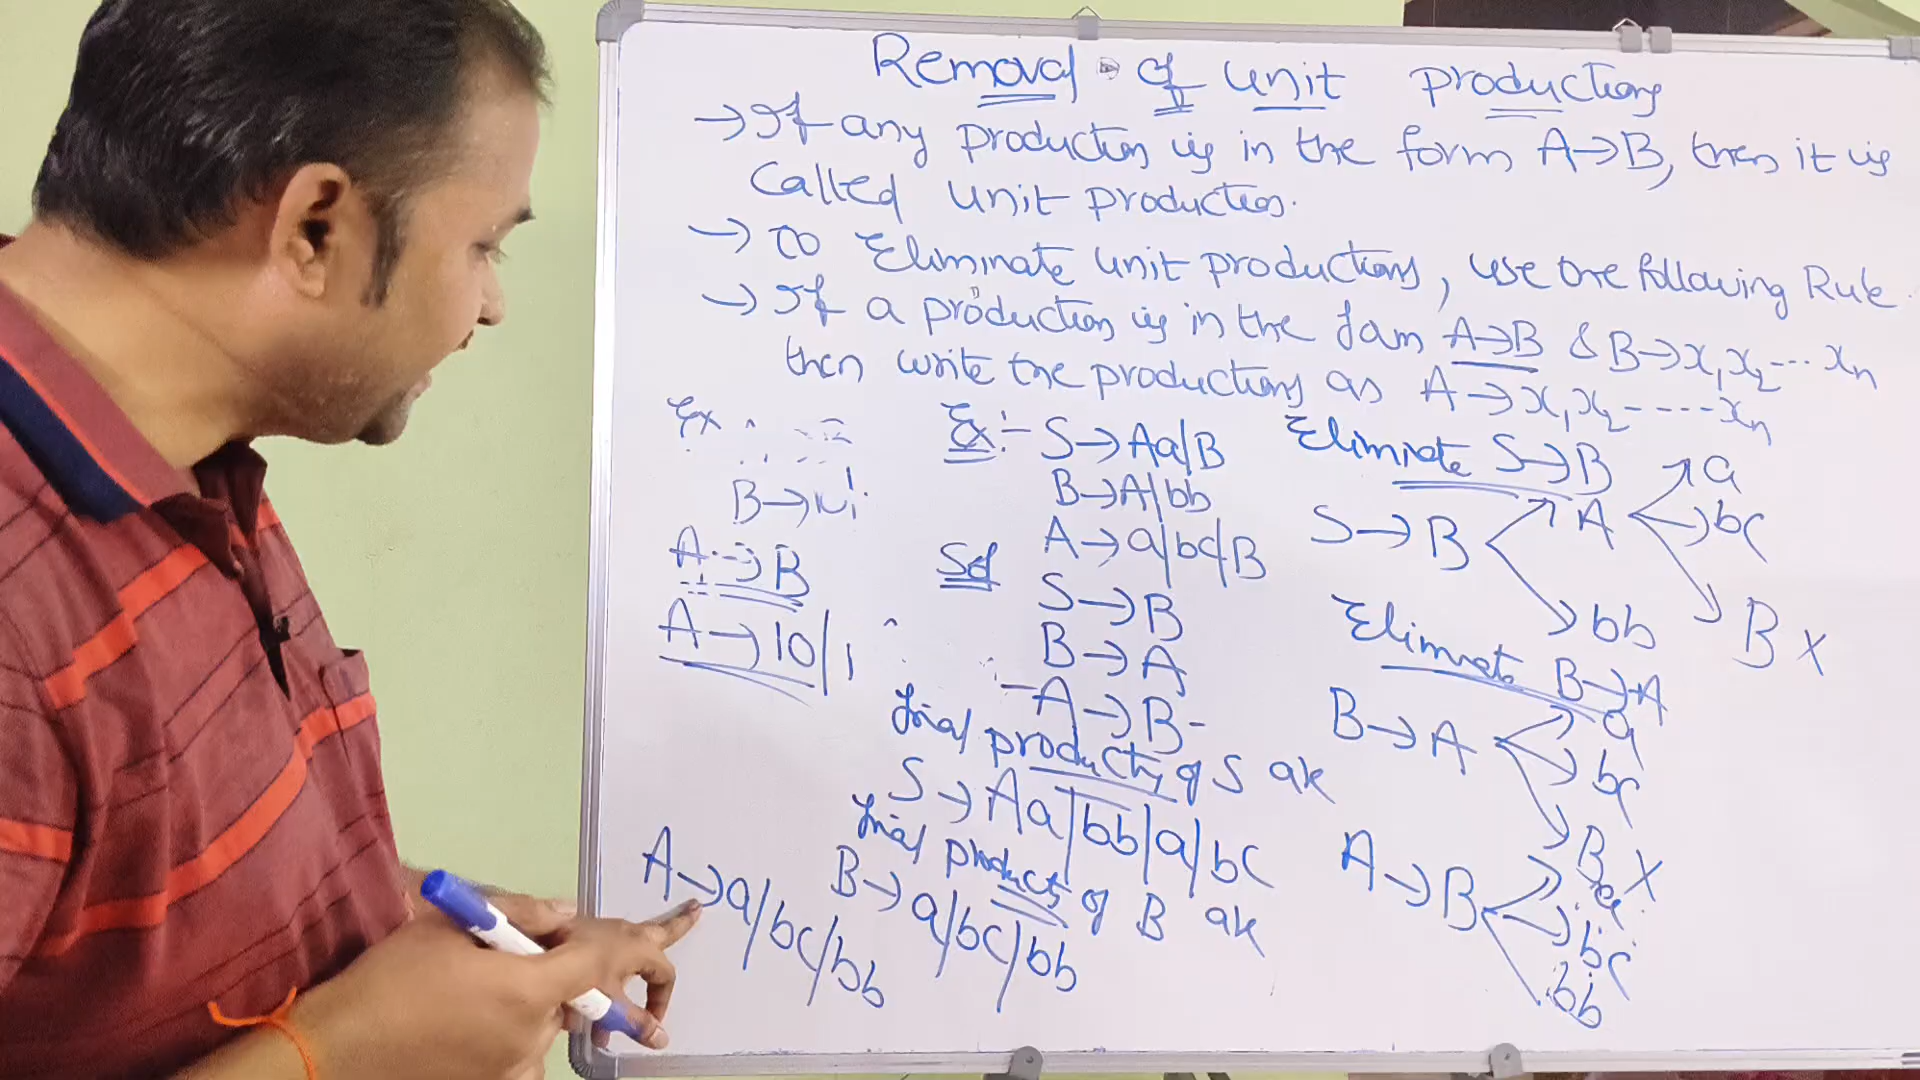 Removal of unit productions
→ If any production is in the form A→B, then it is
called unit production.
→ To Eliminate unit productions, use the following Rule
→ If a production is in the form A→B & B→x₁x₂---xₙ
then write the productions as A→x₁x₂----xₙ
Ex
B→
A→B
A→10/1
Ex:- S→Aa/B
B→A/bb
A→a/bc/B
Sol S→B
B→A
A→B
final productions of S are
S→Aa/bb/a/bc
final products of B are
B→a/bc/bb
A→a/bc/bb
Eliminate S→B
S→B
A
a
bc
B x
bb
Eliminate B→A
B→A
a
bc
B x
A→B
a
bc
bb